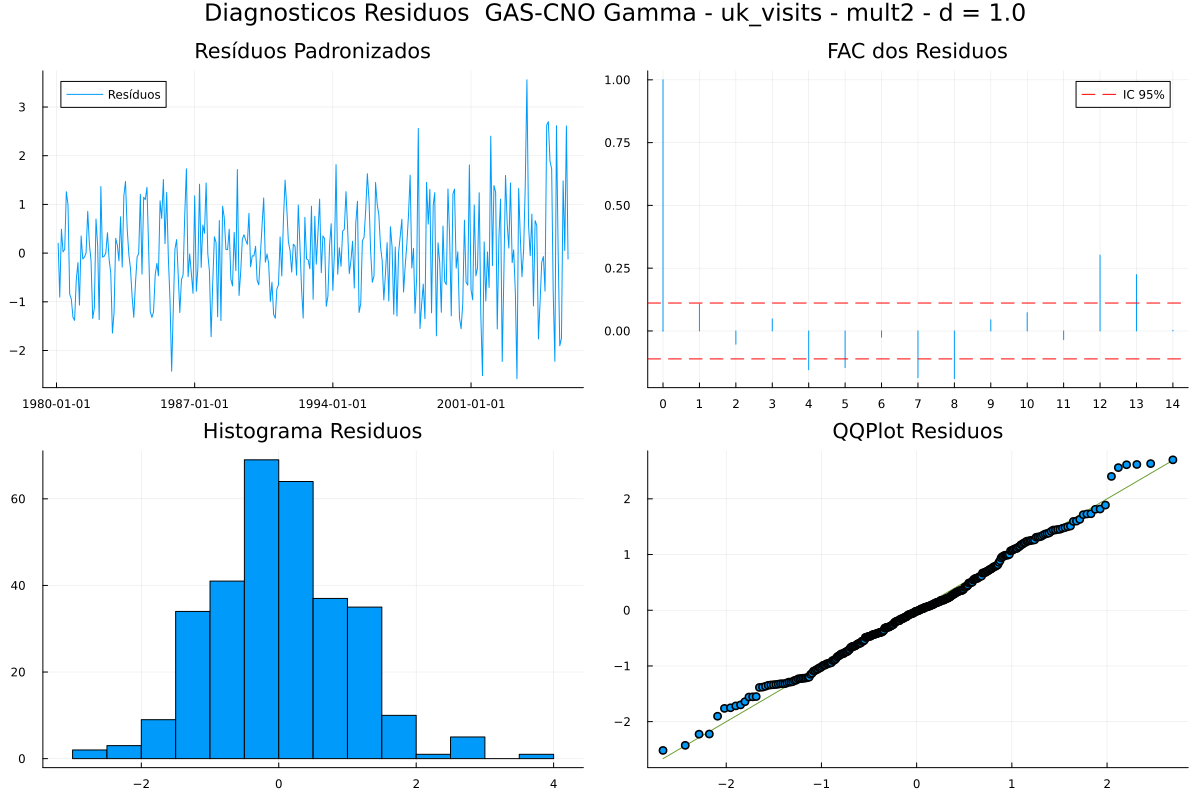 Diagnosticos Residuos  GAS-CNO Gamma - uk_visits - mult2 - d = 1.0
Resíduos Padronizados
Resíduos
3
2
1
0
−1
−2
1980-01-01 1987-01-01 1994-01-01 2001-01-01
FAC dos Residuos
IC 95%
1.00
0.75
0.50
0.25
0.00
0 1 2 3 4 5 6 7 8 9 10 11 12 13 14
Histograma Residuos
60
40
20
0
−2 0 2 4
QQPlot Residuos
2
1
0
−1
−2
−2 −1 0 1 2